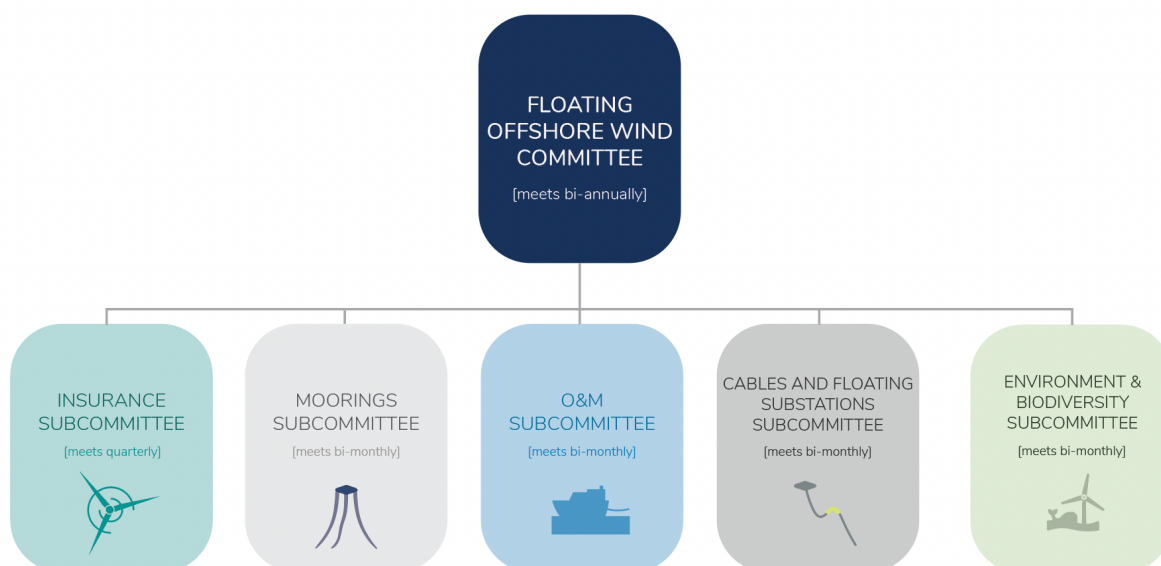 FLOATING
OFFSHORE WIND
COMMITTEE
[meets bi-annually]
INSURANCE
SUBCOMMITTEE
[meets quarterly]
MOORINGS
SUBCOMMITTEE
[meets bi-monthly]
O&M
SUBCOMMITTEE
[meets bi-monthly]
CABLES AND FLOATING
SUBSTATIONS
SUBCOMMITTEE
[meets bi-monthly]
ENVIRONMENT &
BIODIVERSITY
SUBCOMMITTEE
[meets bi-monthly]